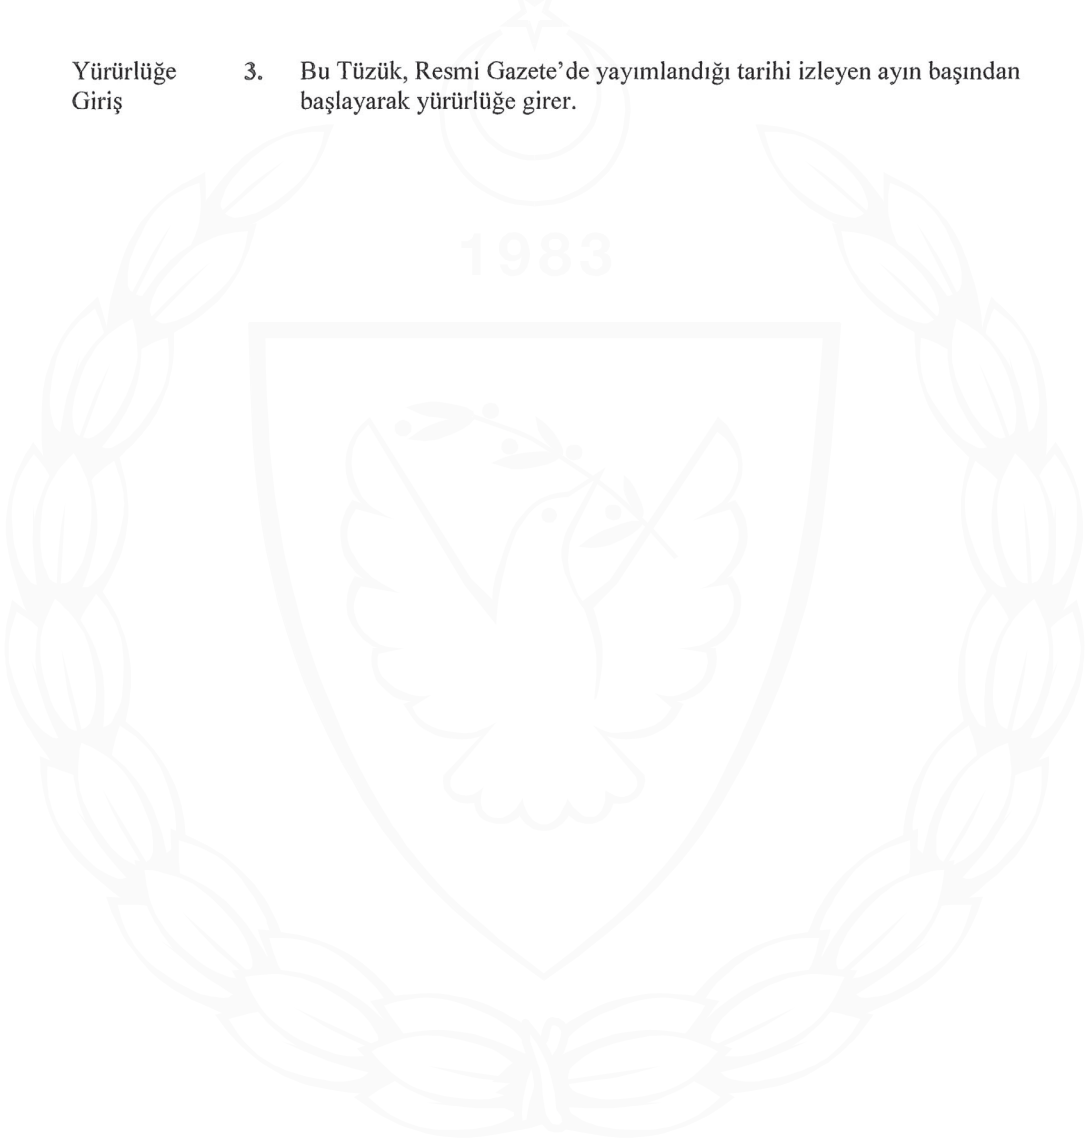 Yürürlüğe 3. Bu Tüzük, Resmi Gazete’de yayımlandığı tarihi izleyen ayın başından
Giriş başlayarak yürürlüğe girer.
1983